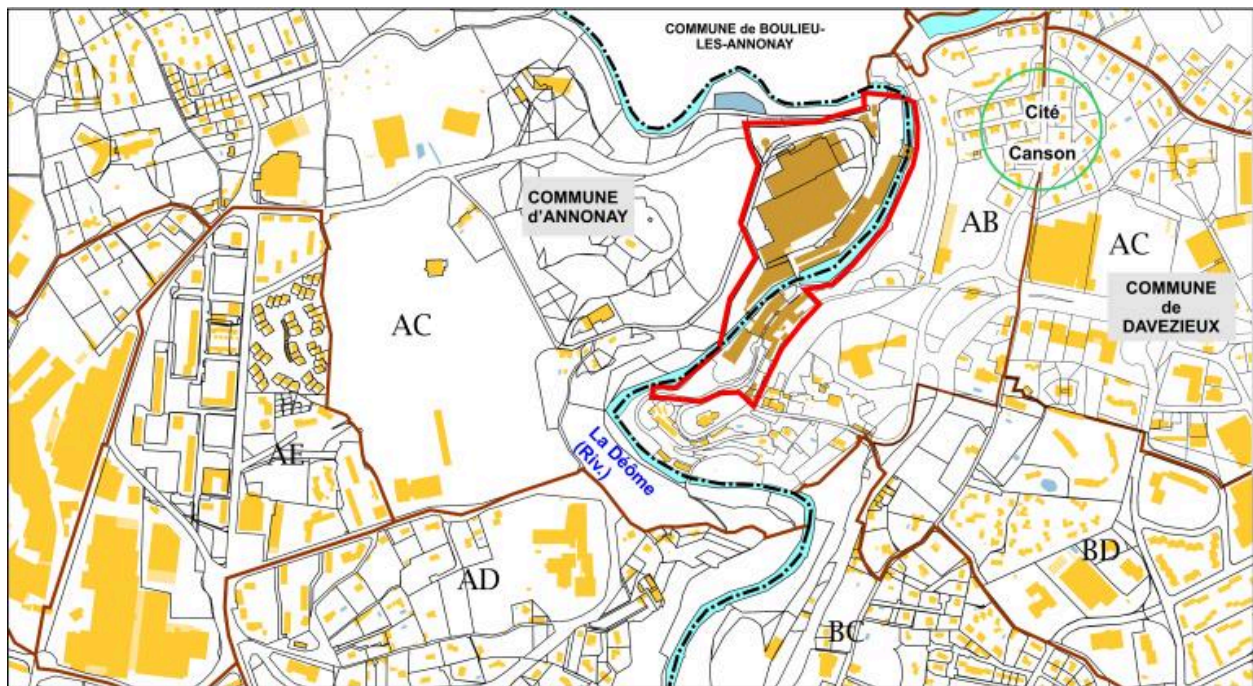 COMMUNE de BOULIEU-
LES-ANNONAY
Cité
Canson
COMMUNE
d'ANNONAY
AB
AC
COMMUNE
de
DAVEZIEUX
AC
La Déôme
(Riv.)
AE
AD
BD
BC